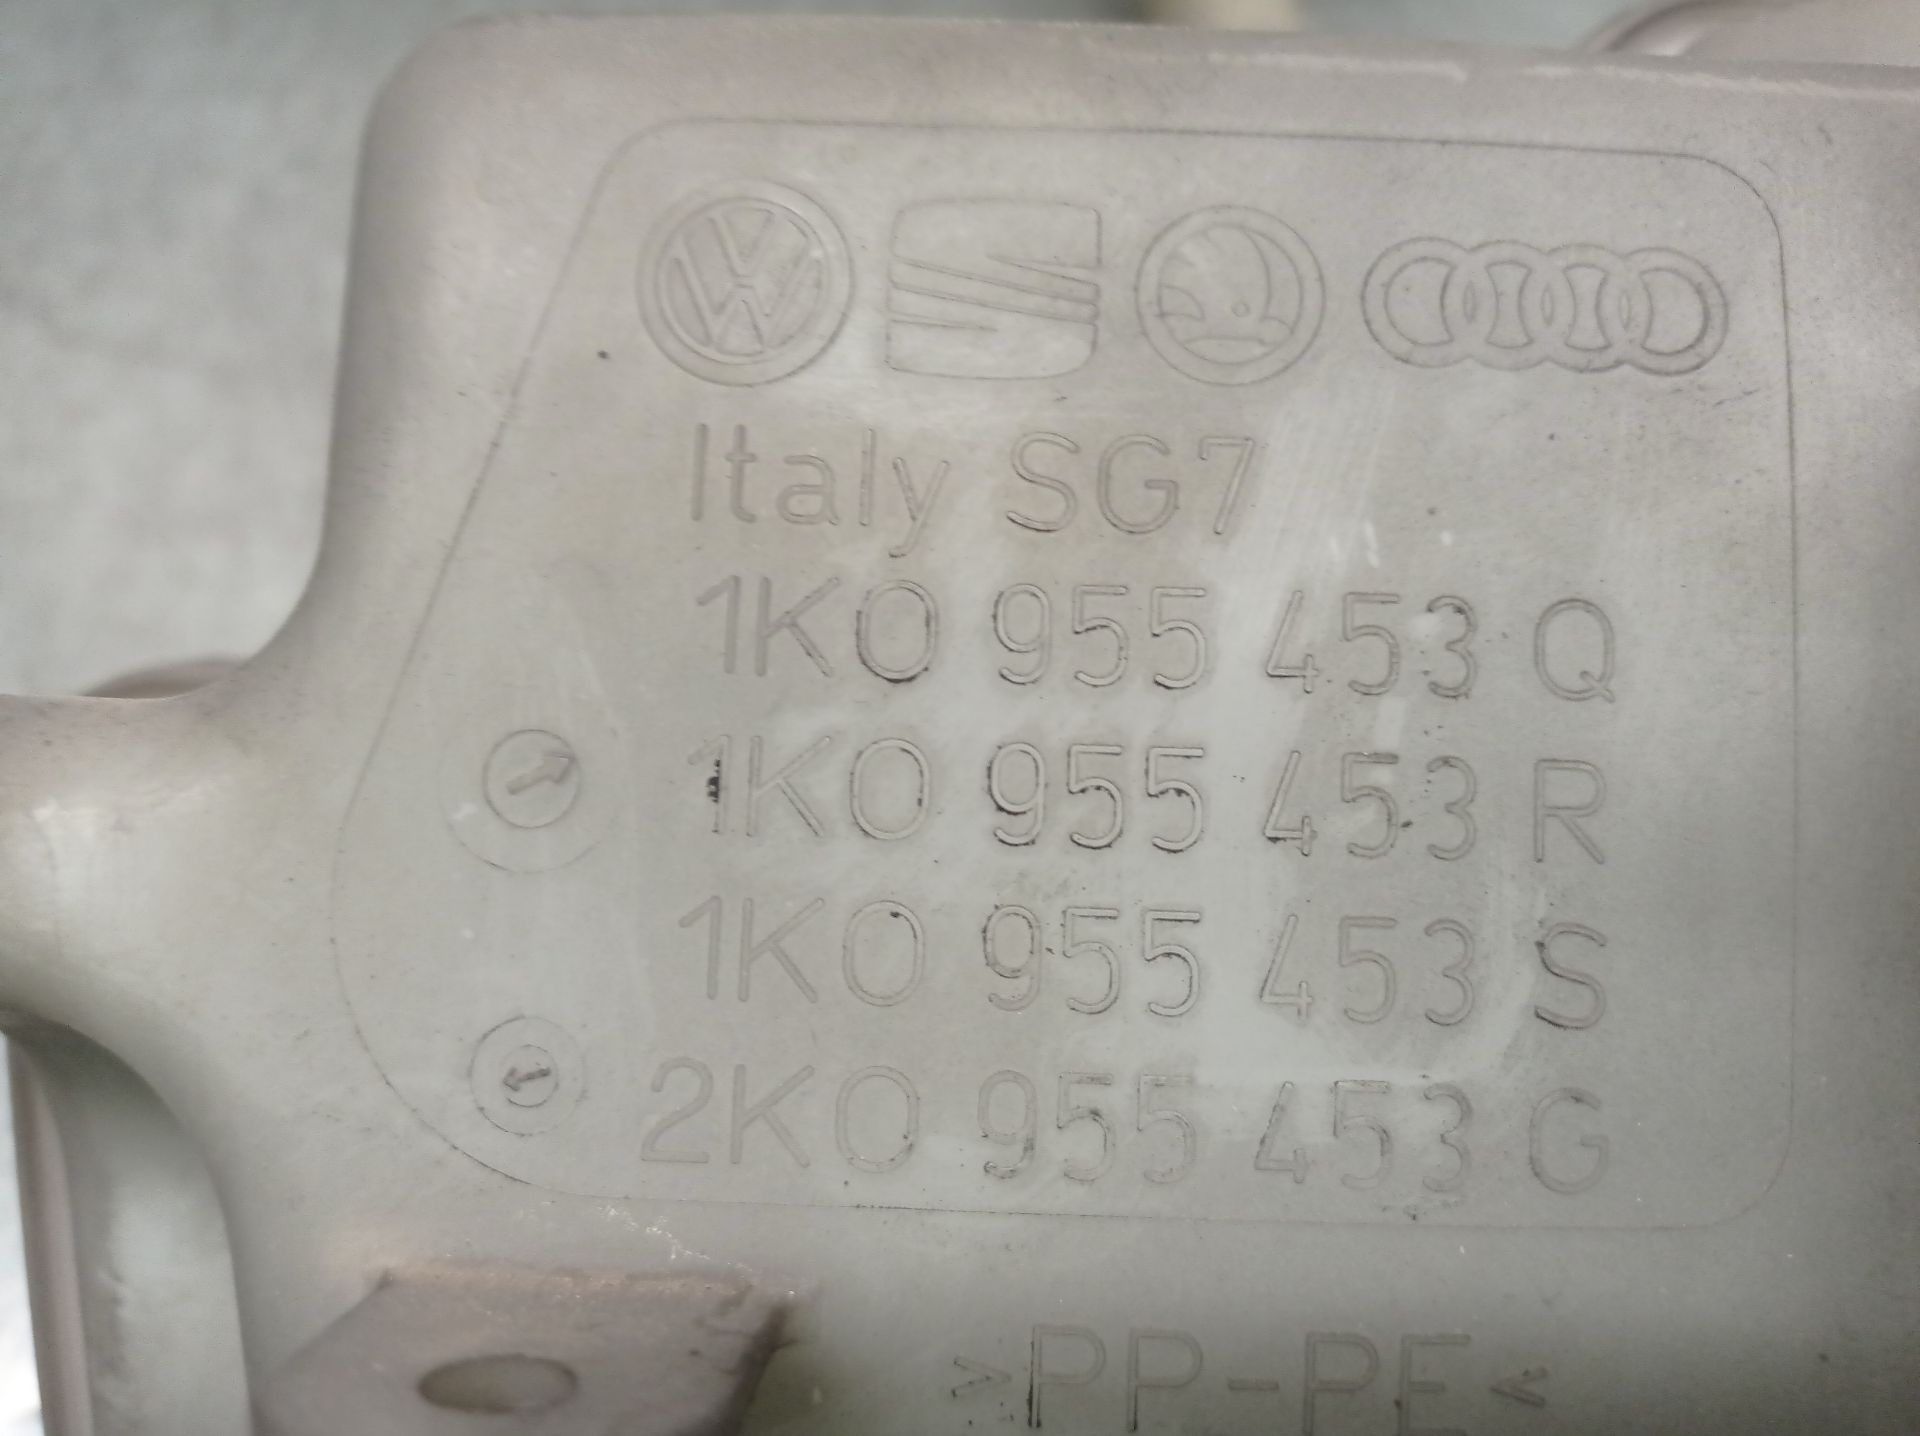 Italy SG7
1K0 955 453 Q
1K0 955 453 R
1K0 955 453 S
2K0 955 453 G
>PP-PE<